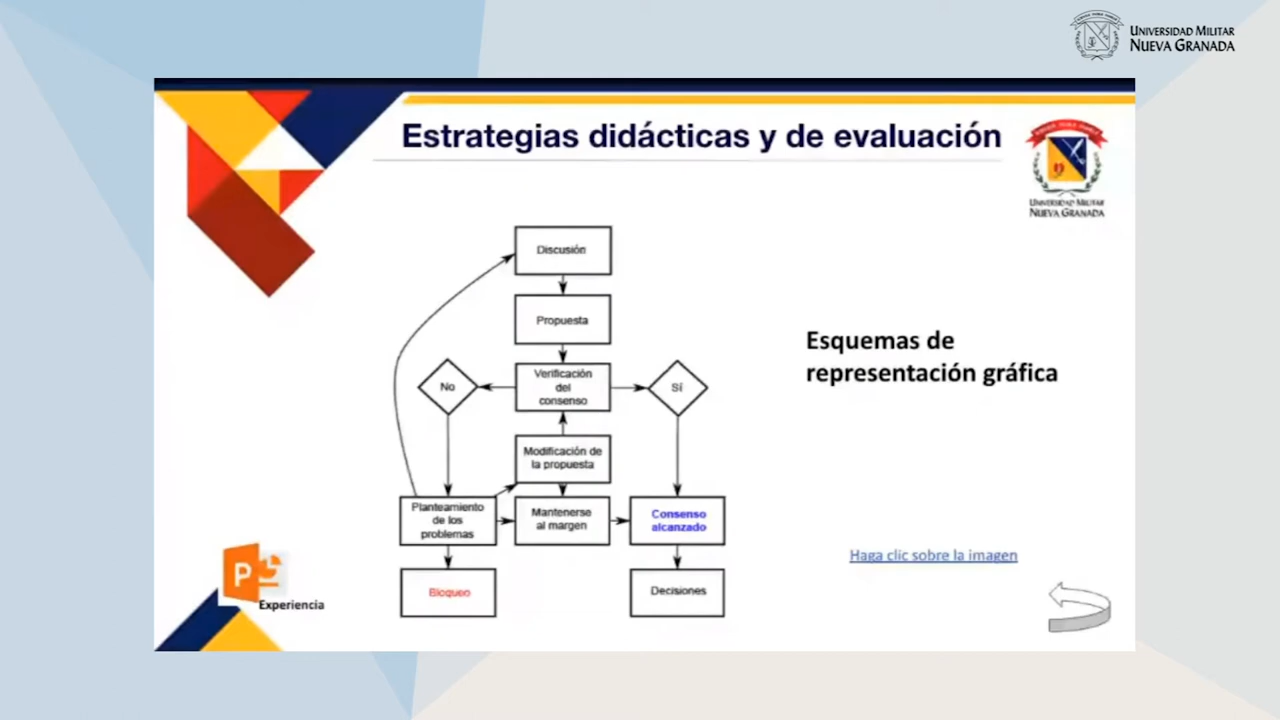 UNIVERSIDAD MILITAR
NUEVA GRANADA
Estrategias didácticas y de evaluación
UNIVERSIDAD MILITAR
NUEVA GRANADA
Discusión
Propuesta
No
Verificación
del
consenso
Sí
Modificación de
la propuesta
Planteamiento
de los
problemas
Mantenerse
al margen
Consenso
alcanzado
Bloqueo
Decisiones
Esquemas de
representación gráfica
Haga clic sobre la imagen
P
Experiencia